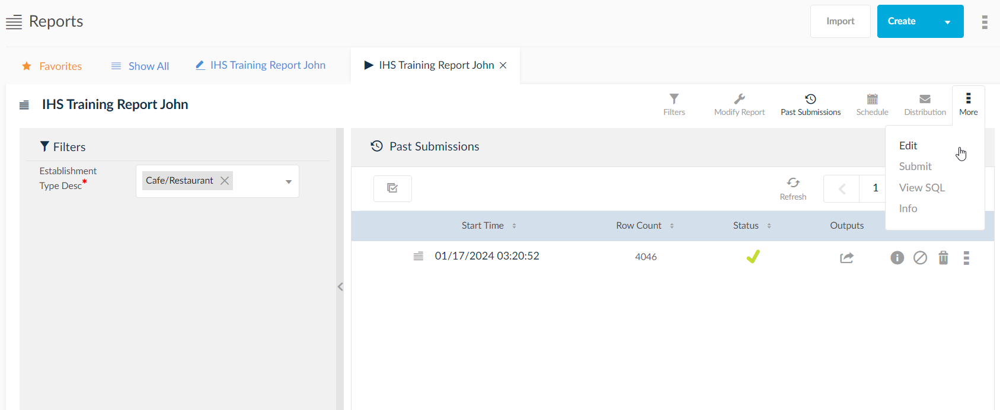 Reports
Import
Create
Favorites
Show All
IHS Training Report John
IHS Training Report John
IHS Training Report John
Filters
Modify Report
Past Submissions
Schedule
Distribution
More
Filters
Establishment
Type Desc*
Cafe/Restaurant
Past Submissions
Edit
Submit
View SQL
Info
Refresh
1
Start Time
Row Count
Status
Outputs
01/17/2024 03:20:52
4046